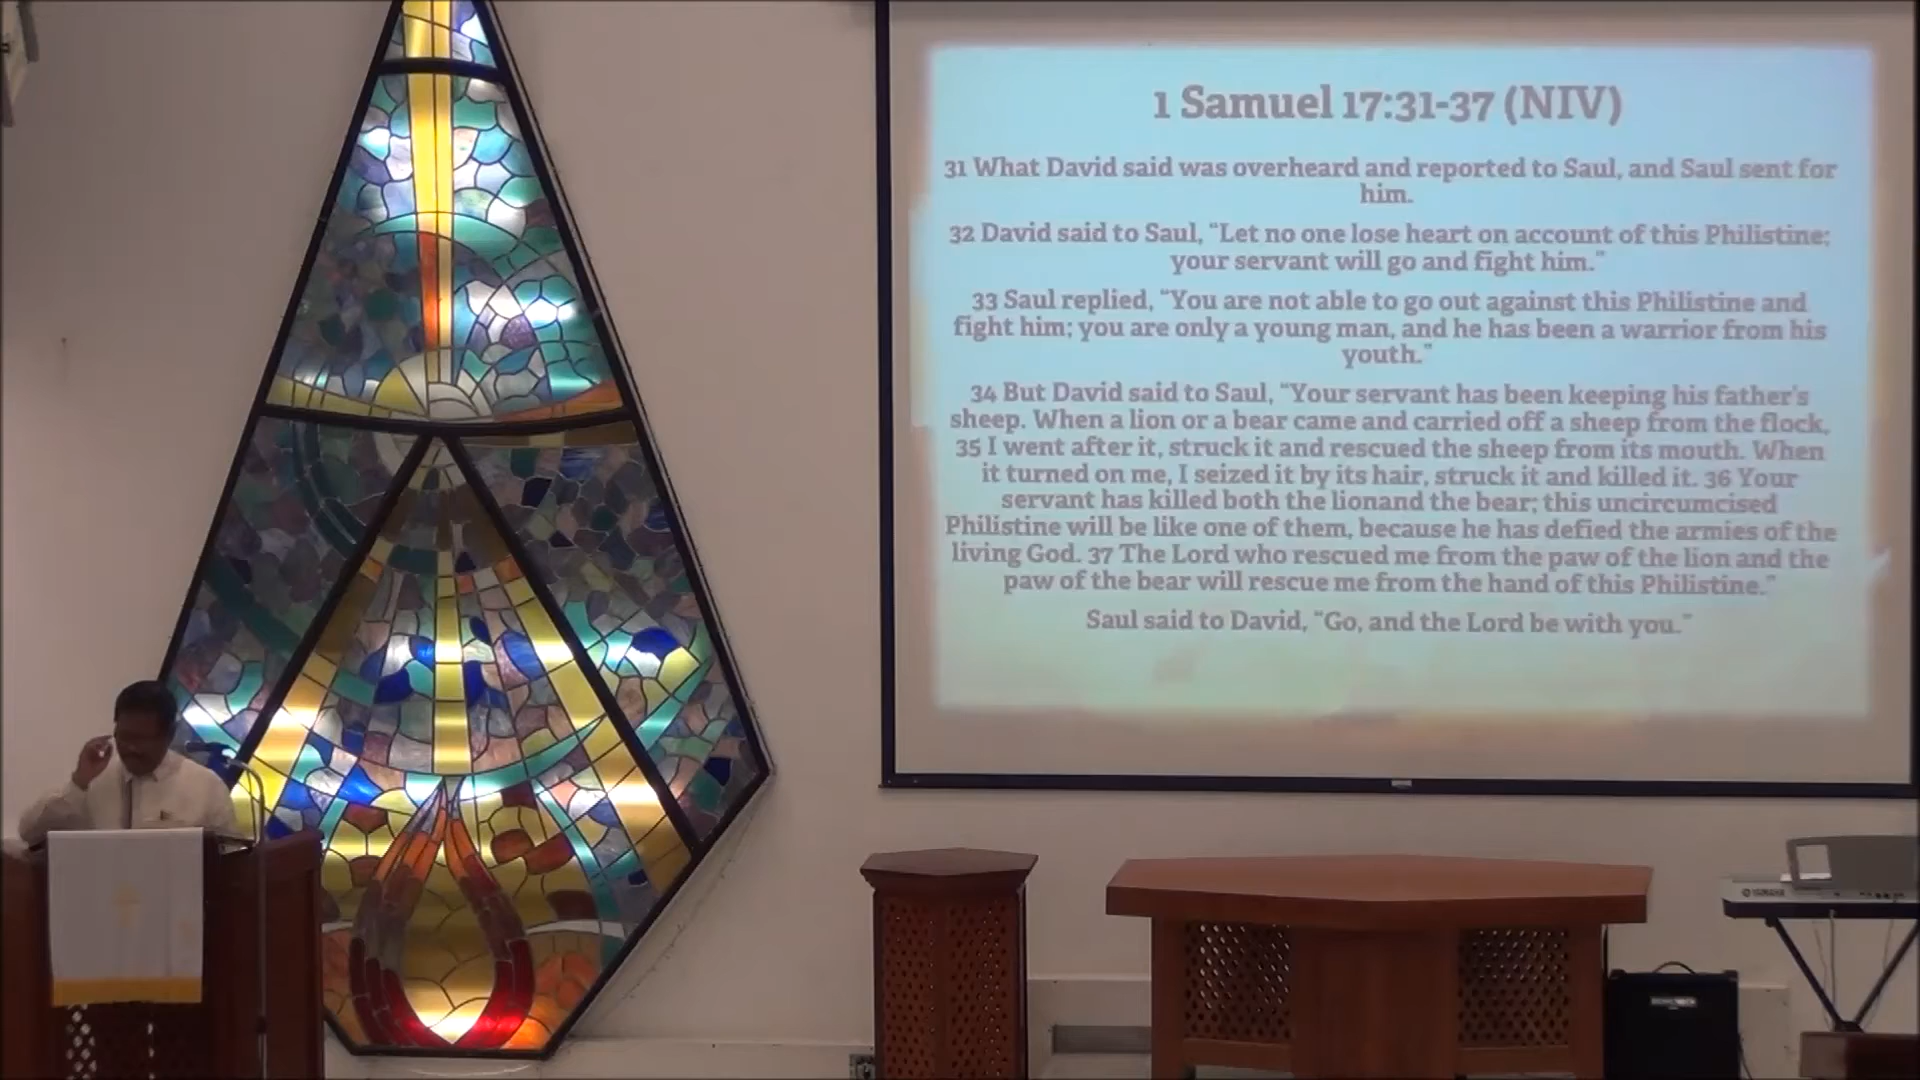 1 Samuel 17:31-37 (NIV)
31 What David said was overheard and reported to Saul, and Saul sent for
him.
32 David said to Saul, “Let no one lose heart on account of this Philistine;
your servant will go and fight him.”
33 Saul replied, “You are not able to go out against this Philistine and
fight him; you are only a young man, and he has been a warrior from his
youth.”
34 But David said to Saul, “Your servant has been keeping his father's
sheep. When a lion or a bear came and carried off a sheep from the flock,
35 I went after it, struck it and rescued the sheep from its mouth. When
it turned on me, I seized it by its hair, struck it and killed it. 36 Your
servant has killed both the lionand the bear; this uncircumcised
Philistine will be like one of them, because he has defied the armies of the
living God. 37 The Lord who rescued me from the paw of the lion and the
paw of the bear will rescue me from the hand of this Philistine.”
Saul said to David, “Go, and the Lord be with you.”
YAMAHA